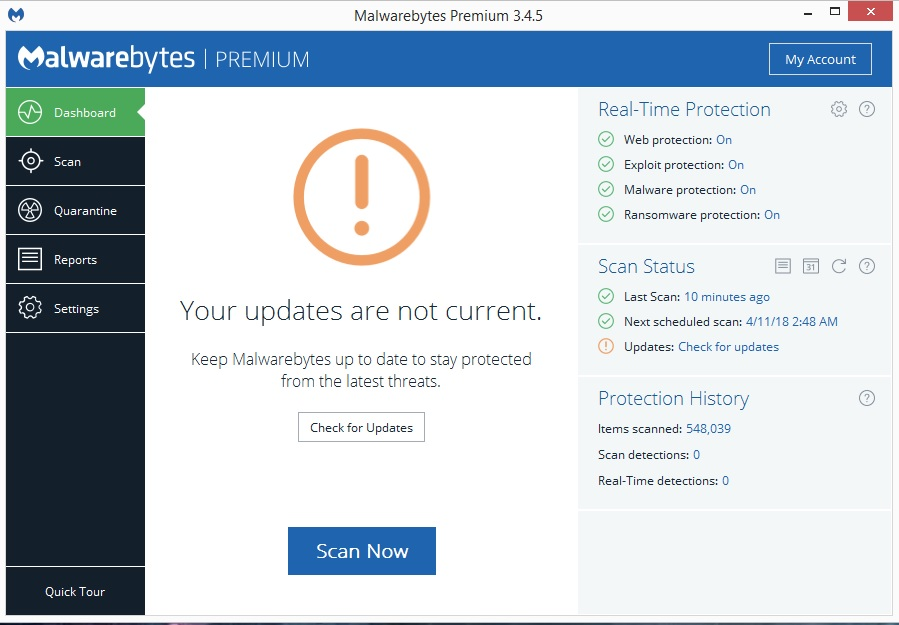 Malwarebytes Premium 3.4.5
Malwarebytes | PREMIUM
My Account
Dashboard
Scan
Quarantine
Reports
Settings
Quick Tour
Your updates are not current.
Keep Malwarebytes up to date to stay protected
from the latest threats.
Check for Updates
Scan Now
Real-Time Protection
Web protection: On
Exploit protection: On
Malware protection: On
Ransomware protection: On
Scan Status
31
Last Scan: 10 minutes ago
Next scheduled scan: 4/11/18 2:48 AM
Updates: Check for updates
Protection History
Items scanned: 548,039
Scan detections: 0
Real-Time detections: 0